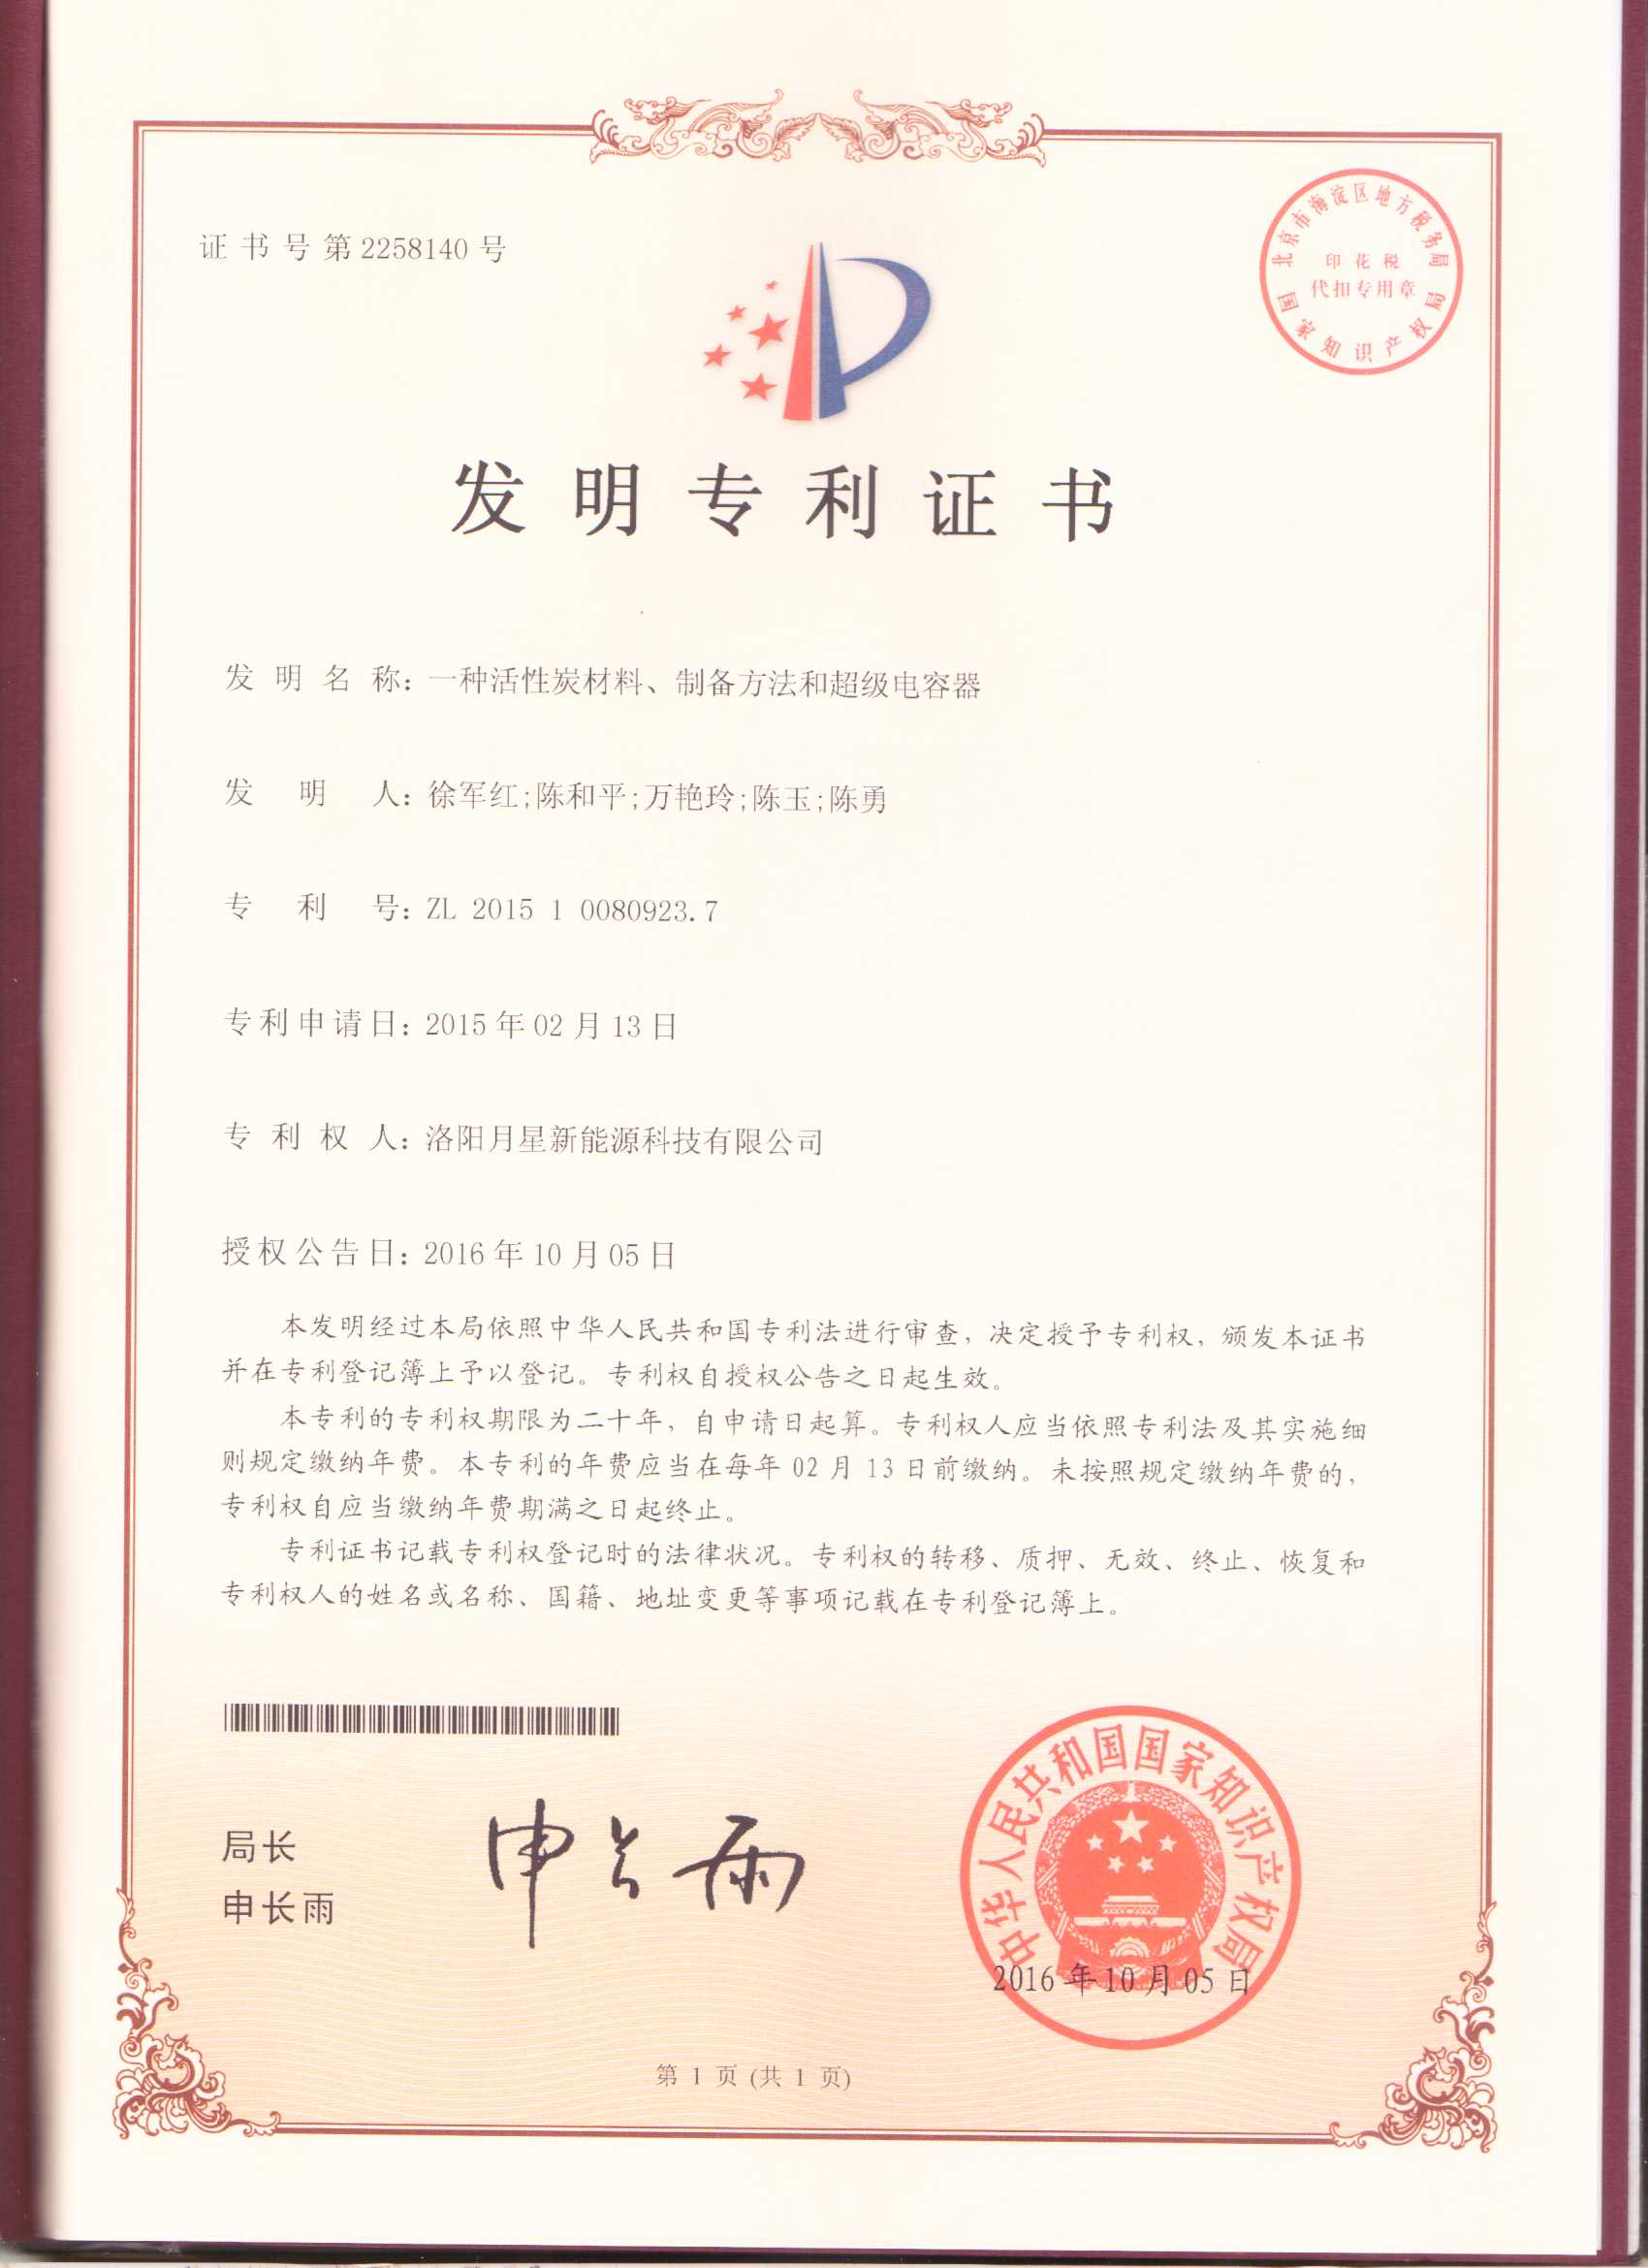 证书号第2258140号
北京市海淀区地方税务局
印花税
代扣专用章
国家知识产权局
发明专利证书
发明名称：一种活性炭材料、制备方法和超级电容器
发明人：徐军红;陈和平;万艳玲;陈玉;陈勇
专利号：ZL 2015 1 0080923.7
专利申请日：2015年02月13日
专利权人：洛阳月星新能源科技有限公司
授权公告日：2016年10月05日
本发明经过本局依照中华人民共和国专利法进行审查，决定授予专利权，颁发本证书
并在专利登记簿上予以登记。专利权自授权公告之日起生效。
本专利的专利权期限为二十年，自申请日起算。专利权人应当依照专利法及其实施细
则规定缴纳年费。本专利的年费应当在每年02月13日前缴纳。未按照规定缴纳年费的，
专利权自应当缴纳年费期满之日起终止。
专利证书记载专利权登记时的法律状况。专利权的转移、质押、无效、终止、恢复和
专利权人的姓名或名称、国籍、地址变更等事项记载在专利登记簿上。
局长
申长雨
申长雨
中华人民共和国国家知识产权局
2016年10月05日
第 1 页 (共 1 页)